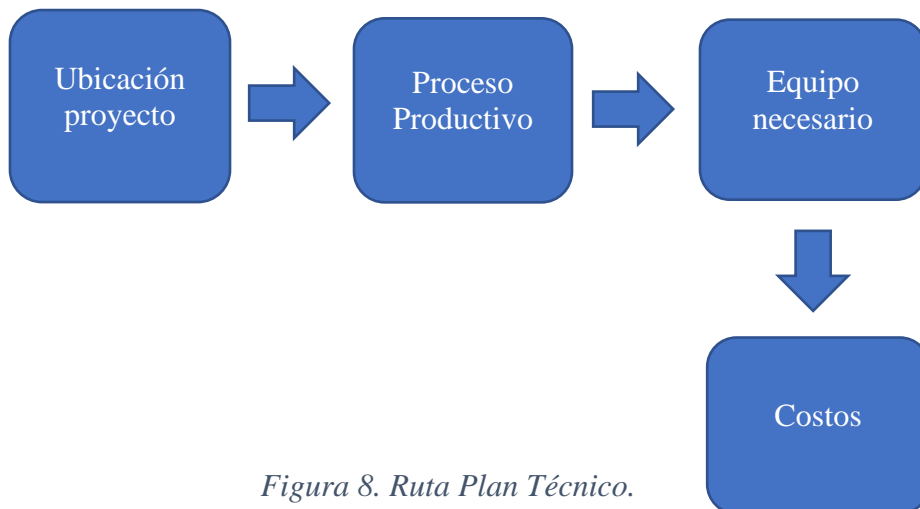 Ubicación
proyecto
Proceso
Productivo
Equipo
necesario
Costos
Figura 8. Ruta Plan Técnico.